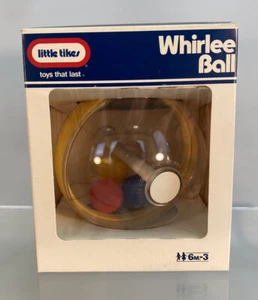 little tikes
toys that last
Whirlee
Ball
6M-3